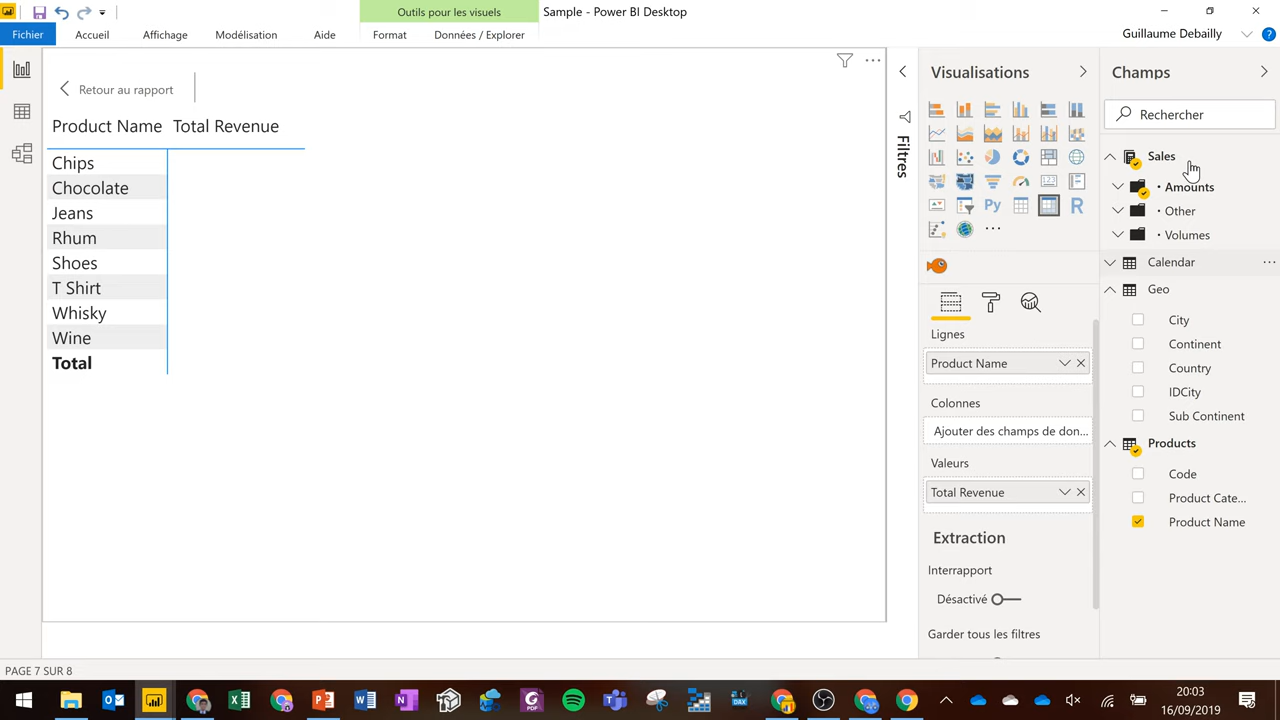 Outils pour les visuels
Sample - Power BI Desktop
Fichier
Accueil
Affichage
Modélisation
Aide
Format
Données / Explorer
Guillaume Debailly
?
Retour au rapport
Product Name Total Revenue
Chips
Chocolate
Jeans
Rhum
Shoes
T Shirt
Whisky
Wine
Total
Filtres
Visualisations
123
Py
R
Lignes
Product Name
Colonnes
Ajouter des champs de don...
Valeurs
Total Revenue
Extraction
Interrapport
Désactivé
Garder tous les filtres
Champs
Rechercher
Sales
• Amounts
• Other
• Volumes
Calendar
Geo
City
Continent
Country
IDCity
Sub Continent
Products
Code
Product Cate...
Product Name
PAGE 7 SUR 8
PDF
DAX
20:03
16/09/2019